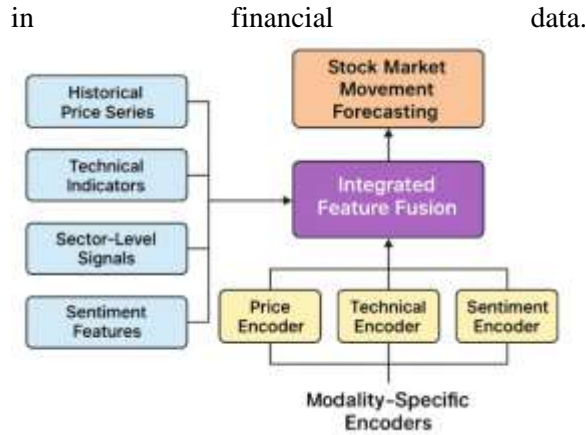 in financial data.
Historical
Price Series
Technical
Indicators
Sector-Level
Signals
Sentiment
Features
Stock Market
Movement
Forecasting
Integrated
Feature Fusion
Price
Encoder
Technical
Encoder
Sentiment
Encoder
Modality-Specific
Encoders